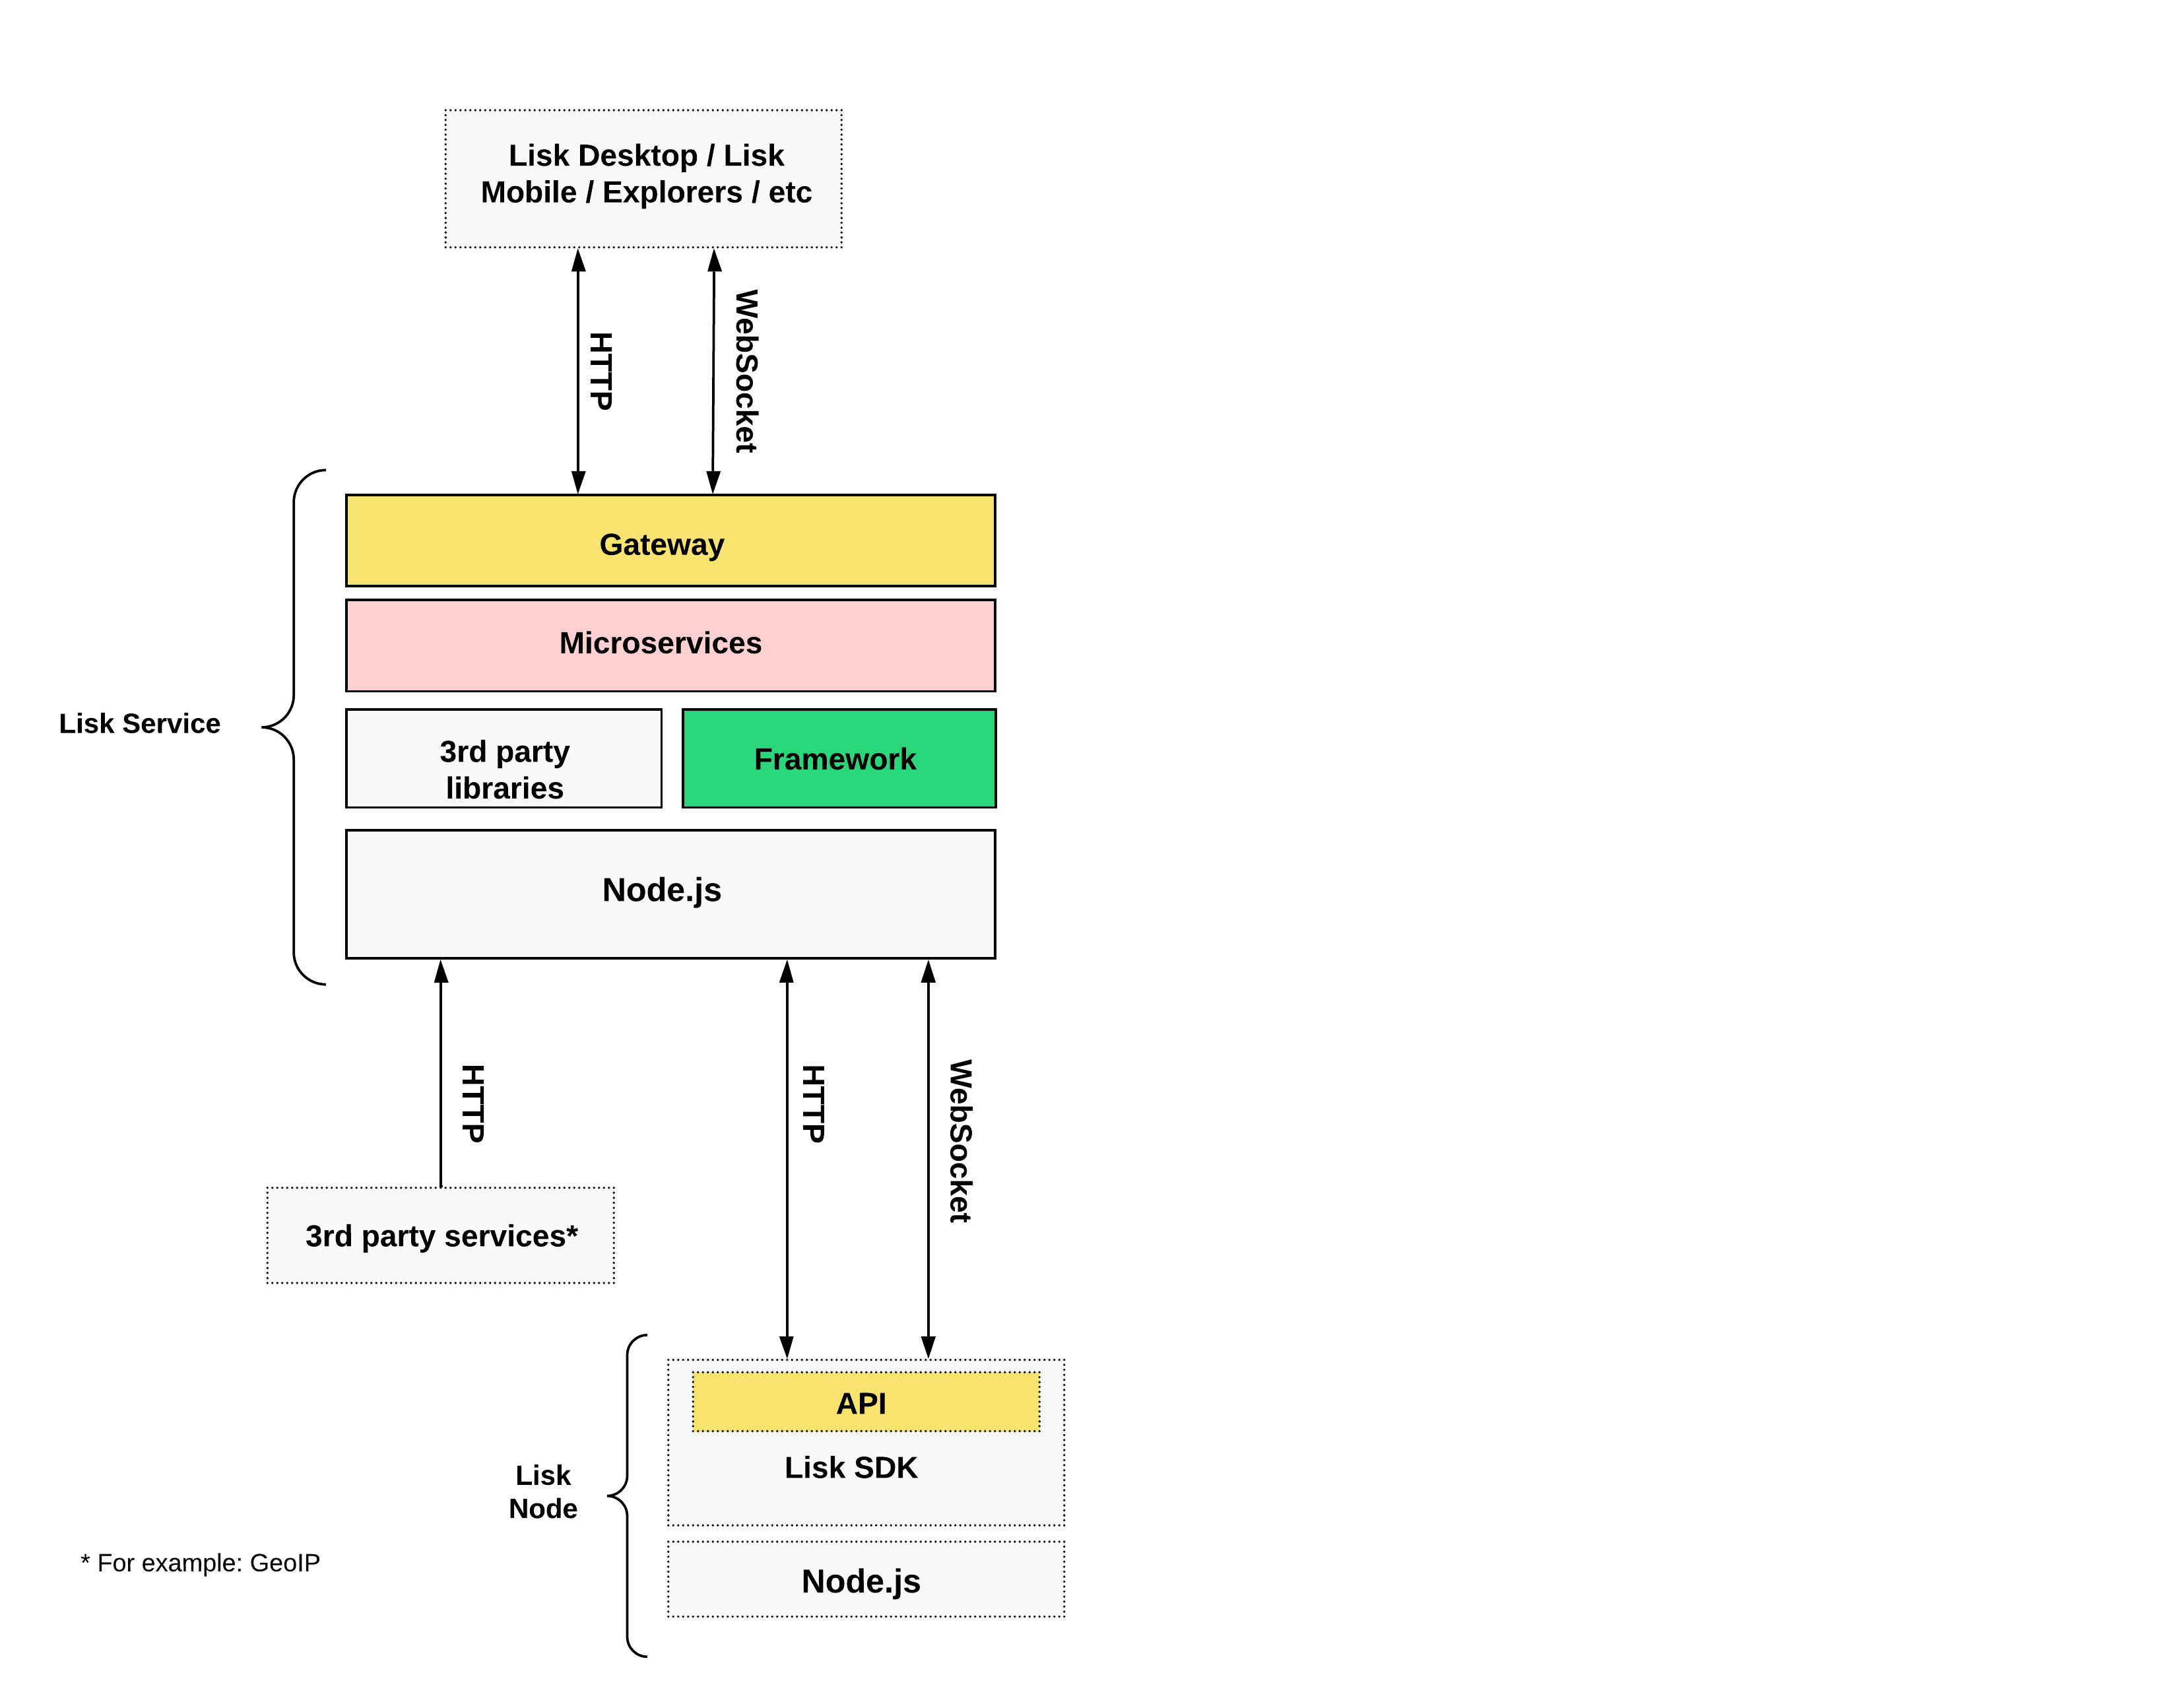 Lisk Desktop / Lisk
Mobile / Explorers / etc
HTTP
WebSocket
Gateway
Microservices
Lisk Service
3rd party
libraries
Framework
Node.js
HTTP
HTTP
WebSocket
3rd party services*
API
Lisk SDK
Lisk
Node
* For example: GeoIP
Node.js